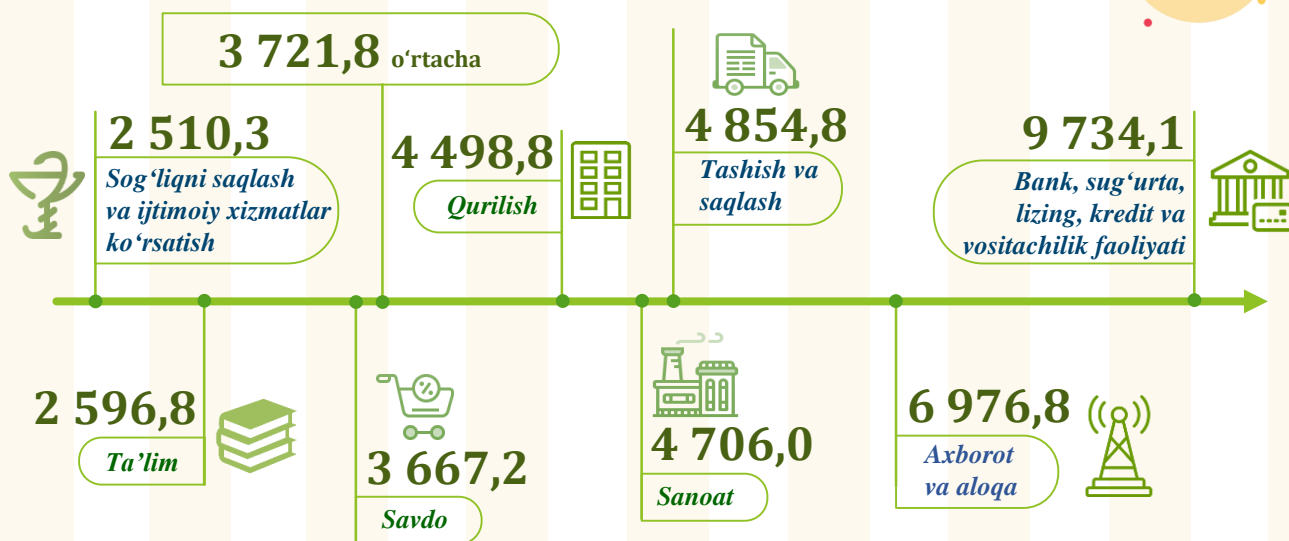 3 721,8 o‘rtacha
2 510,3
Sog‘liqni saqlash
va ijtimoiy xizmatlar
ko‘rsatish
4 498,8
Qurilish
4 854,8
Tashish va
saqlash
9 734,1
Bank, sug‘urta,
lizing, kredit va
vositachilik faoliyati
2 596,8
Ta’lim
3 667,2
Savdo
4 706,0
Sanoat
6 976,8
Axborot
va aloqa